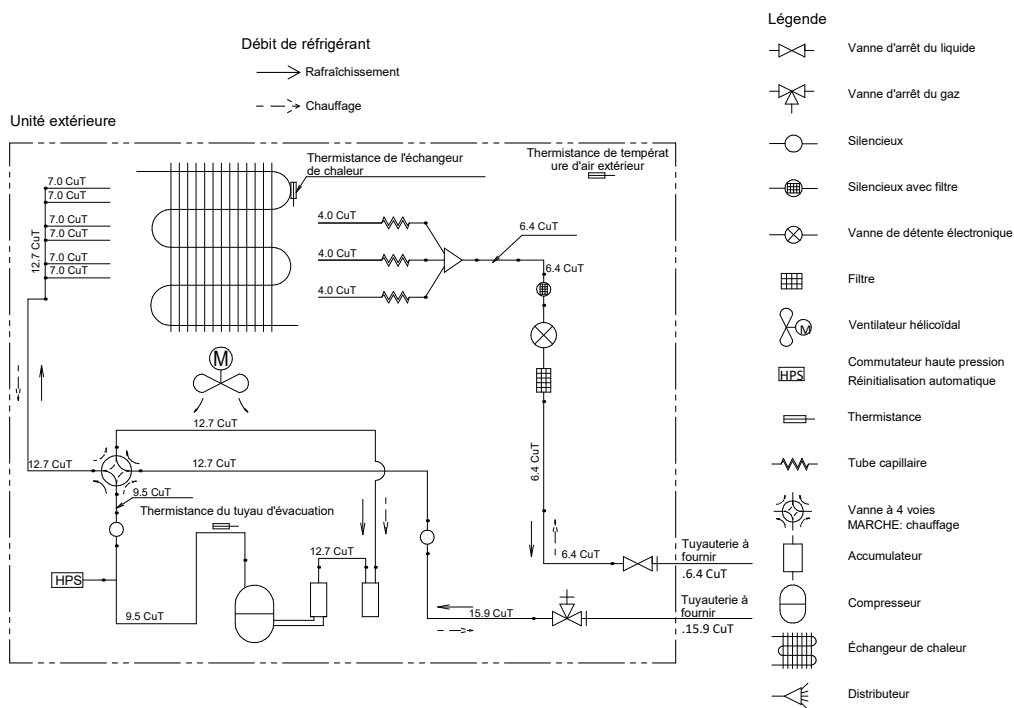 Débit de réfrigérant
Rafraîchissement
Chauffage
Unité extérieure
Thermistance de l'échangeur
de chaleur
Thermistance de températ
ure d'air extérieur
7.0 CuT
7.0 CuT
7.0 CuT
7.0 CuT
7.0 CuT
7.0 CuT
12.7 CuT
4.0 CuT
4.0 CuT
4.0 CuT
6.4 CuT
6.4 CuT
M
12.7 CuT
12.7 CuT
12.7 CuT
9.5 CuT
Thermistance du tuyau d'évacuation
6.4 CuT
12.7 CuT
6.4 CuT
HPS
9.5 CuT
15.9 CuT
Tuyauterie à
fournir
.6.4 CuT
Tuyauterie à
fournir
.15.9 CuT
Légende
Vanne d'arrêt du liquide
Vanne d'arrêt du gaz
Silencieux
Silencieux avec filtre
Vanne de détente électronique
Filtre
M
Ventilateur hélicoïdal
HPS
Commutateur haute pression
Réinitialisation automatique
Thermistance
Tube capillaire
Vanne à 4 voies
MARCHE: chauffage
Accumulateur
Compresseur
Échangeur de chaleur
Distributeur